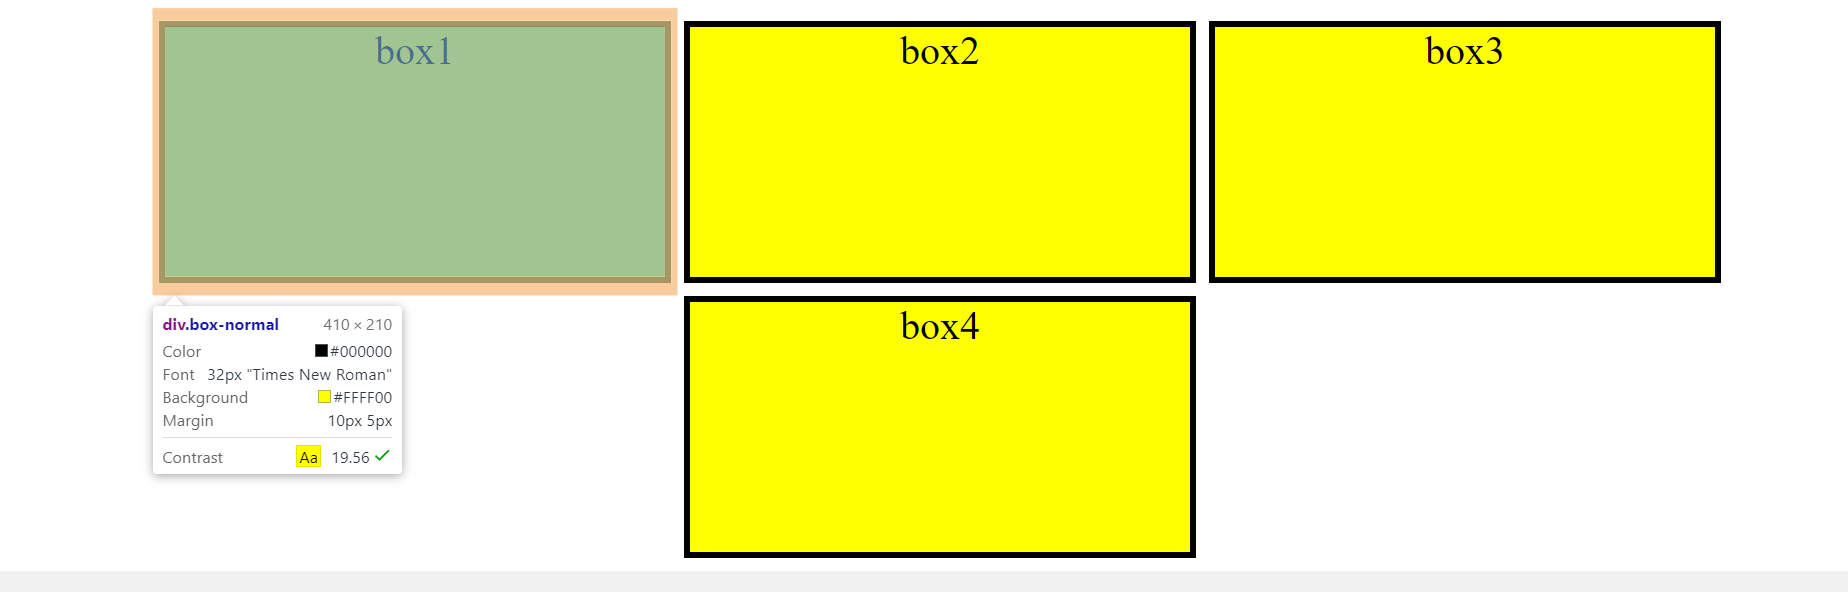 box1
box2
box3
div.box-normal 410 × 210
Color #000000
Font 32px "Times New Roman"
Background #FFFF00
Margin 10px 5px
Contrast Aa 19.56
box4